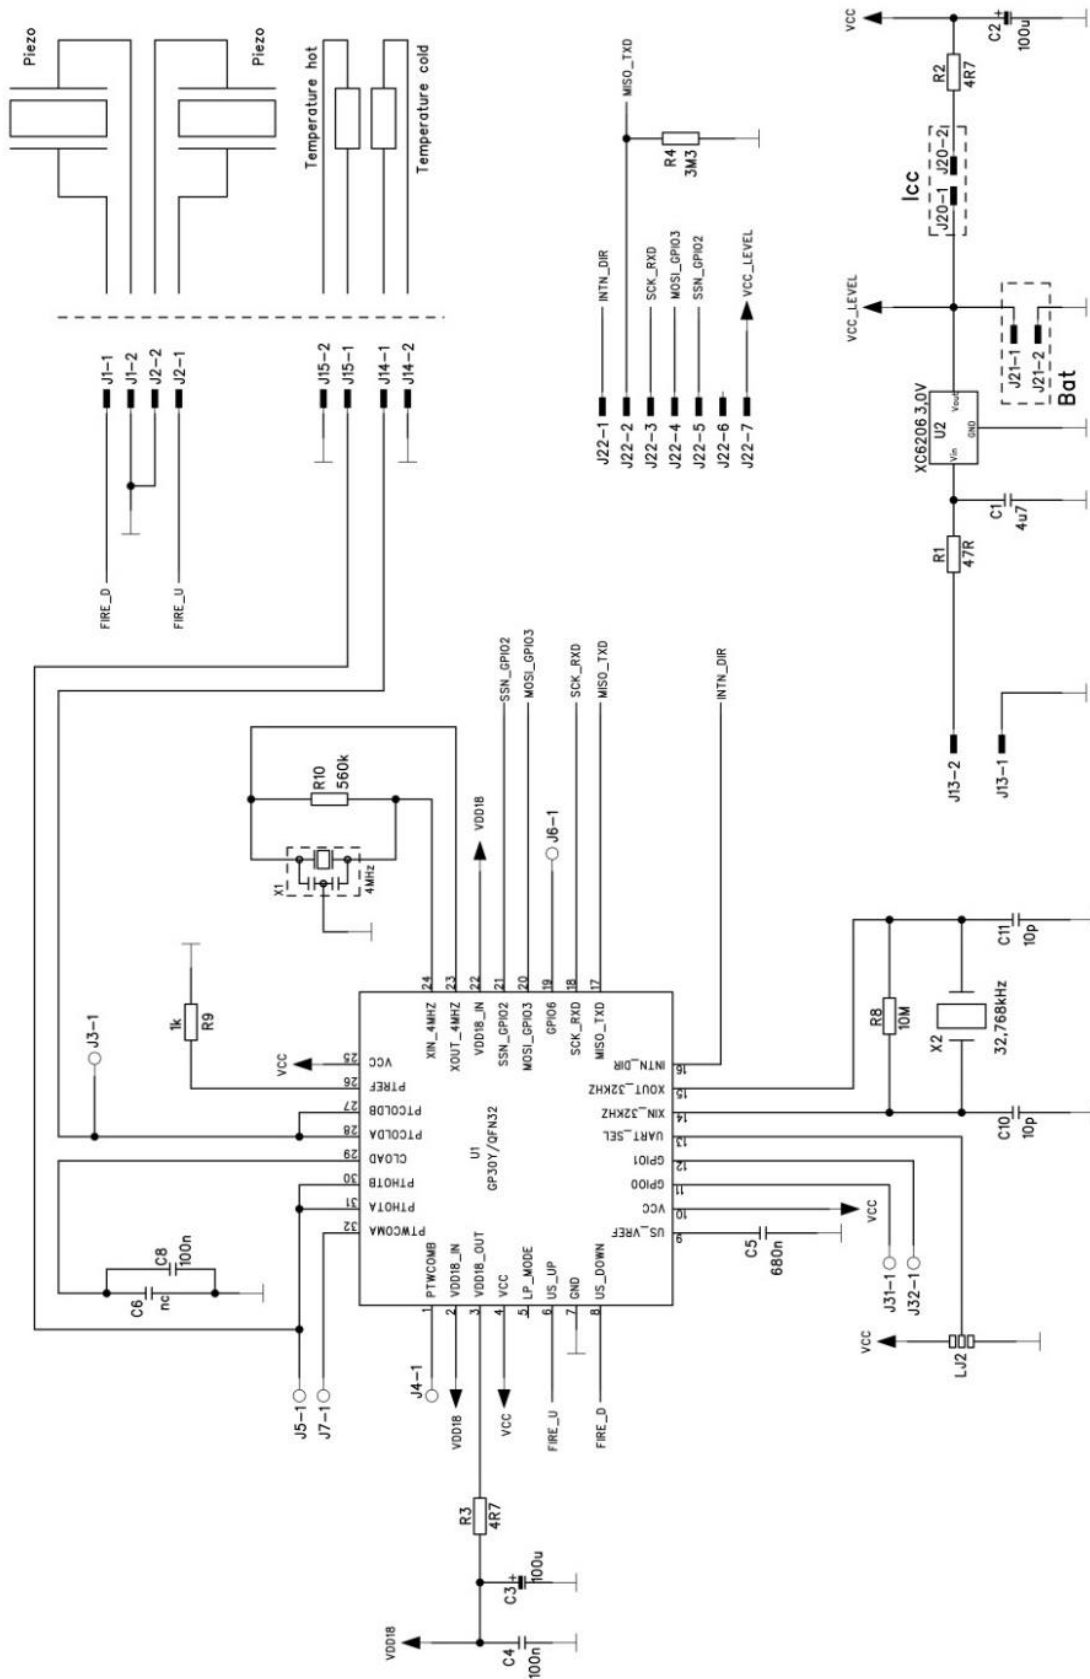 Piezo
Piezo
Temperature hot
Temperature cold
J1-1
J1-2
J2-2
J2-1
J15-2
J15-1
J14-1
J14-2
FIRE_D
FIRE_U
MISO_TXD
R4
3M3
J22-1
INTN_DIR
J22-2
J22-3
SCK_RXD
J22-4
MOSI_GPIO3
J22-5
SSN_GPIO2
J22-6
J22-7
VCC_LEVEL
VCC
C2
+
100u
R2
4R7
Icc
J20-1
J20-2
VCC_LEVEL
J21-1
J21-2
Bat
XC6206 3,0V
U2
Vin
Vout
GND
C1
4u7
R1
47R
J13-2
J13-1
R10
560k
X1
4MHz
VDD18
SSN_GPIO2
MOSI_GPIO3
J6-1
SCK_RXD
MISO_TXD
INTN_DIR
1k
R9
J3-1
VCC
C8
100n
C6
nc
J5-1
J7-1
U1
GP30Y/QFN32
24
XIN_4MHZ
23
XOUT_4MHZ
22
VDD18_IN
21
SSN_GPIO2
20
MOSI_GPIO3
19
GPIO6
18
SCK_RXD
17
MISO_TXD
25
VCC
26
PTREF
27
PTCOLDB
28
PTCOLDA
29
CLOAD
30
PTHOTB
31
PTHOTA
32
PTWCOMA
16
INTN_DIR
15
XOUT_32KHZ
14
XIN_32KHZ
13
UART_SEL
12
GPIO1
11
GPIO0
10
VCC
9
US_VREF
1
PTWCOMB
2
VDD18_IN
3
VDD18_OUT
4
VCC
5
LP_MODE
6
US_UP
7
GND
8
US_DOWN
J4-1
VDD18
VCC
FIRE_U
FIRE_D
R3
4R7
C3
+
100u
VDD18
C4
100n
C5
680n
VCC
J31-1
J32-1
VCC
LJ2
R8
10M
X2
32,768kHz
C10
10p
C11
10p